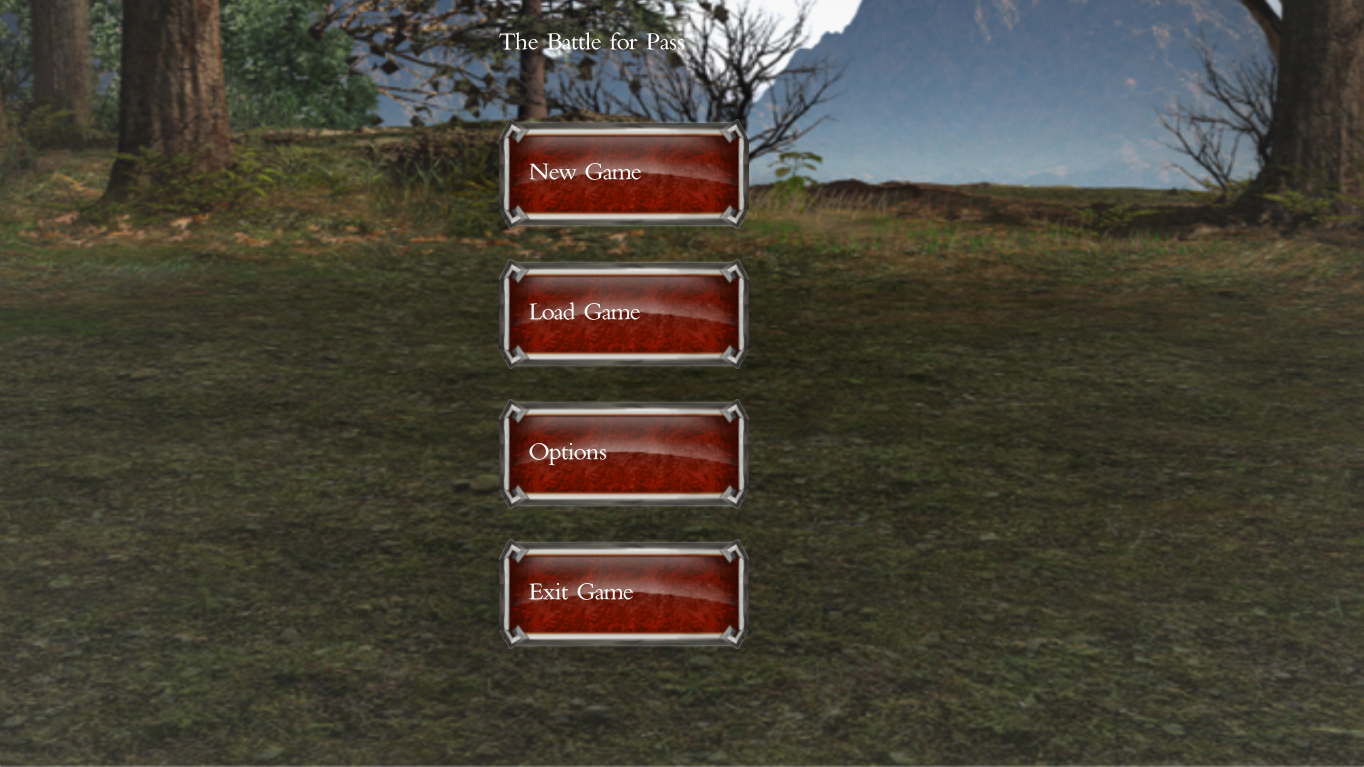 The Battle for Pass
New Game
Load Game
Options
Exit Game